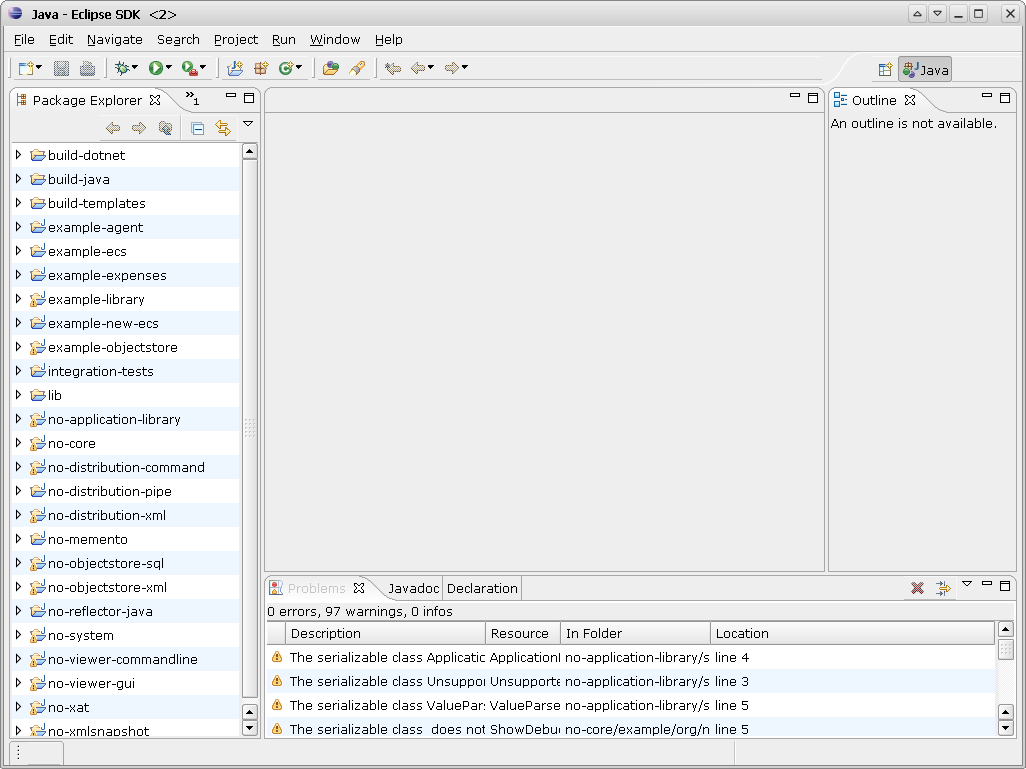 Java - Eclipse SDK <2>
File Edit Navigate Search Project Run Window Help
Java
Package Explorer
»1
Outline
An outline is not available.
build-dotnet
build-java
build-templates
example-agent
example-ecs
example-expenses
example-library
example-new-ecs
example-objectstore
integration-tests
lib
no-application-library
no-core
no-distribution-command
no-distribution-pipe
no-distribution-xml
no-memento
no-objectstore-sql
no-objectstore-xml
no-reflector-java
no-system
no-viewer-commandline
no-viewer-gui
no-xat
no-xmlsnapshot
Problems Javadoc Declaration
0 errors, 97 warnings, 0 infos
Description Resource In Folder Location
The serializable class Applicatic ApplicationI no-application-library/s line 4
The serializable class Unsuppor Unsupporte no-application-library/s line 3
The serializable class ValuePar: ValueParse no-application-library/s line 5
The serializable class does not ShowDebu no-core/example/org/n line 5